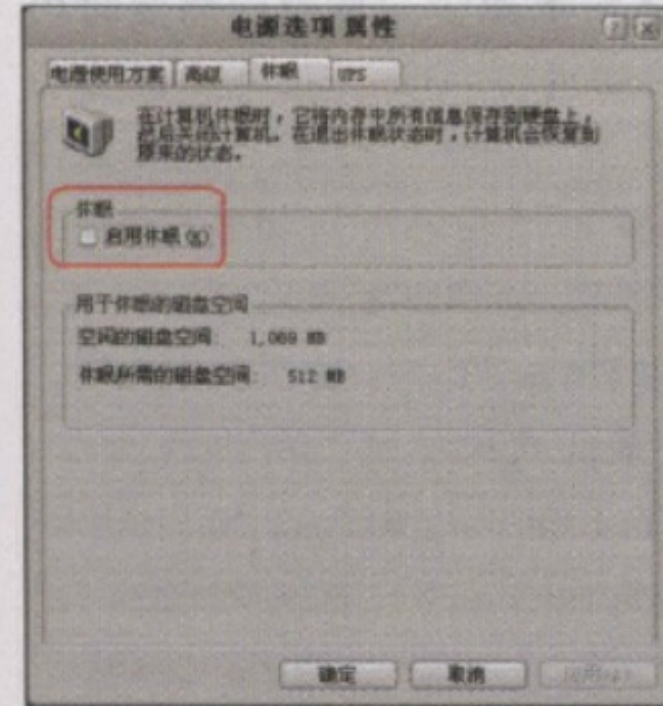 电源选项 属性
电源使用方案 高级 休眠 UPS
在计算机休眠时，它将内存中所有信息保存到硬盘上，
然后关闭计算机。在退出休眠状态时，计算机会恢复到
原来的状态。
休眠
启用休眠(H)
用于休眠的磁盘空间
空闲的磁盘空间： 1,069 MB
休眠所需的磁盘空间： 512 MB
确定 取消